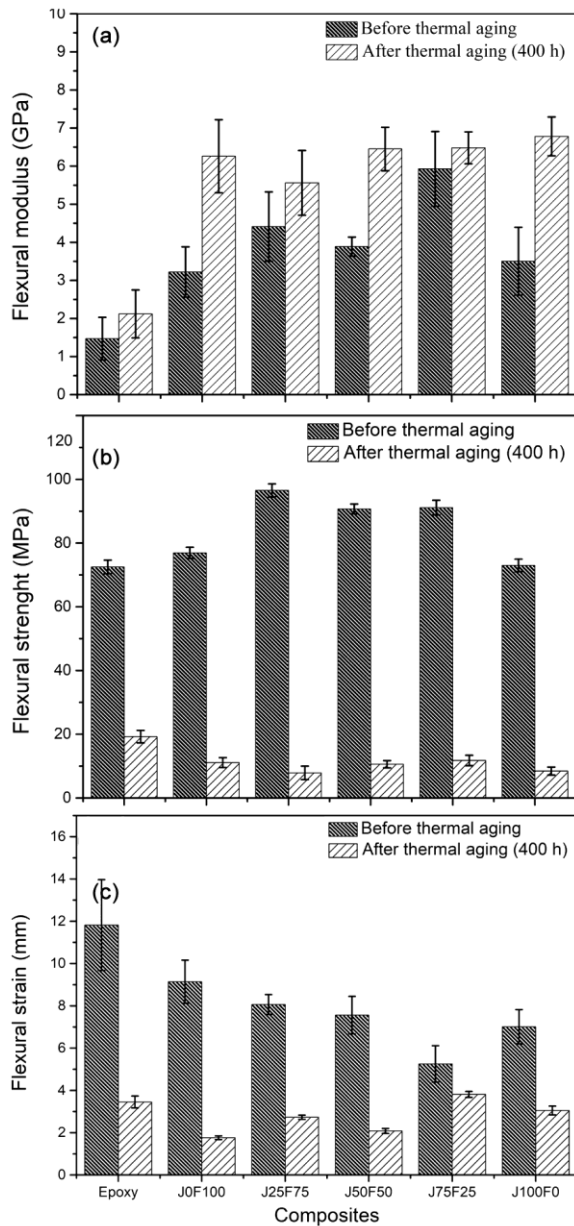 10
(a)
Before thermal aging
After thermal aging (400 h)
9
8
7
6
5
4
3
2
1
0
Flexural modulus (GPa)
(b)
Before thermal aging
After thermal aging (400 h)
120
100
80
60
40
20
0
Flexural strenght (MPa)
(c)
Before thermal aging
After thermal aging (400 h)
16
14
12
10
8
6
4
2
0
Flexural strain (mm)
Epoxy J0F100 J25F75 J50F50 J75F25 J100F0
Composites